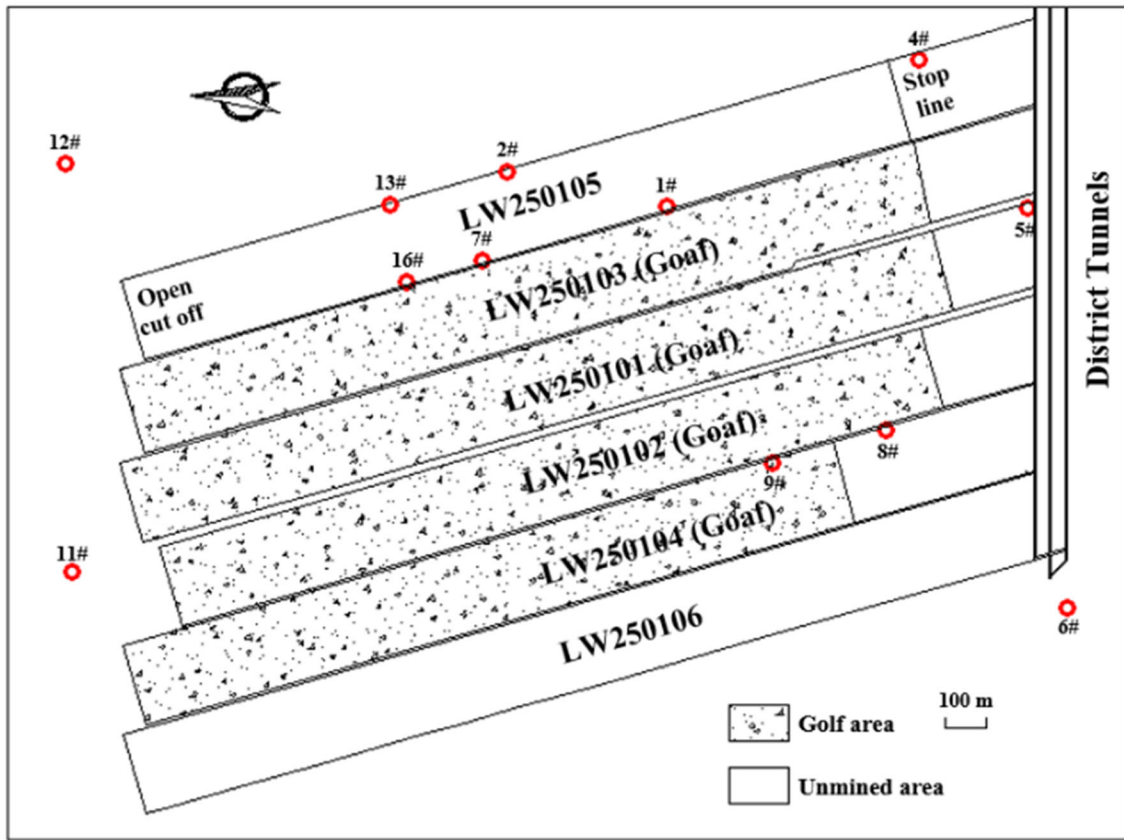 4#
Stop
line
12#
2#
13#
1#
LW250105
7#
5#
16#
LW250103 (Goaf)
Open
cut off
District Tunnels
LW250101 (Goaf)
LW250102 (Goaf)
8#
9#
LW250104 (Goaf)
11#
6#
LW250106
100 m
Golf area
Unmined area